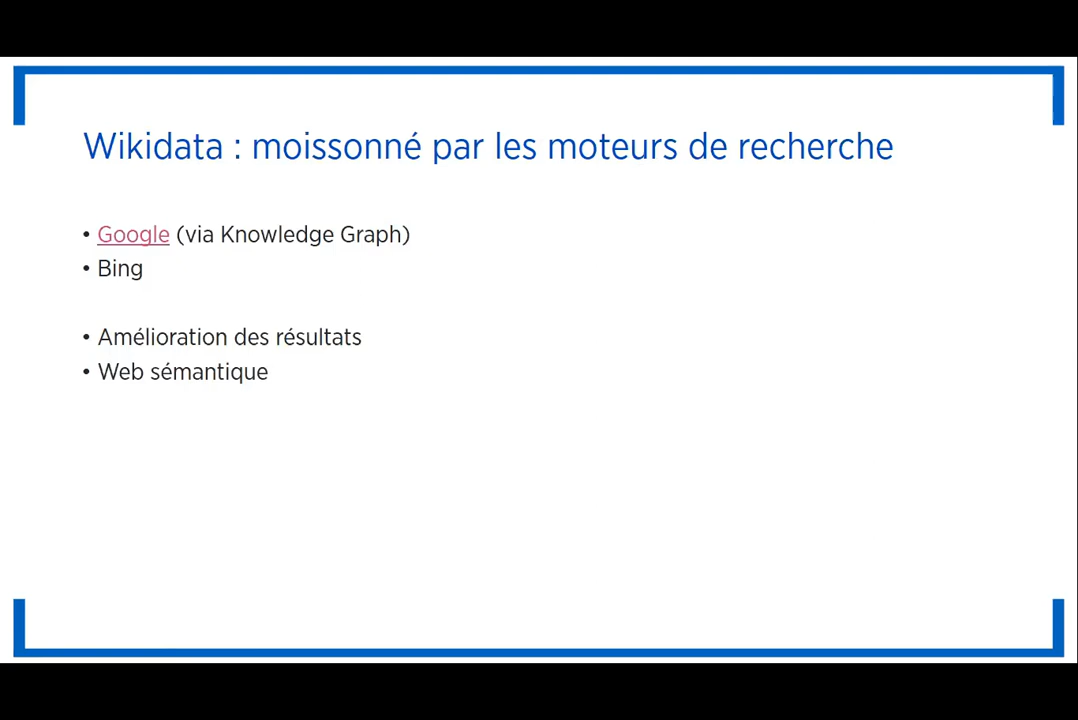 Wikidata : moissonné par les moteurs de recherche
• Google (via Knowledge Graph)
• Bing
• Amélioration des résultats
• Web sémantique